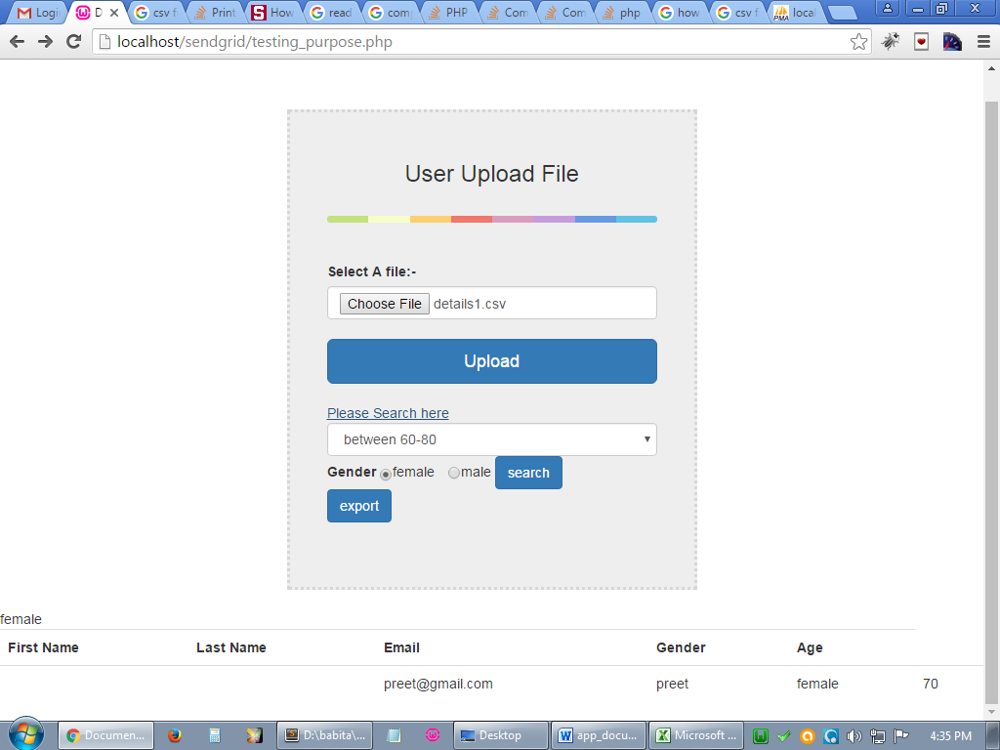 Login
D
csv f
Print
How
read
com
PHP
Com
Com
php
how
csv f
loca
localhost/sendgrid/testing_purpose.php
User Upload File
Select A file:-
Choose File details1.csv
Upload
Please Search here
between 60-80
Gender female male search
export
female
First Name Last Name Email Gender Age
preet@gmail.com preet female 70
Documen... D:\babita\... Desktop app_docu... Microsoft ... 4:35 PM